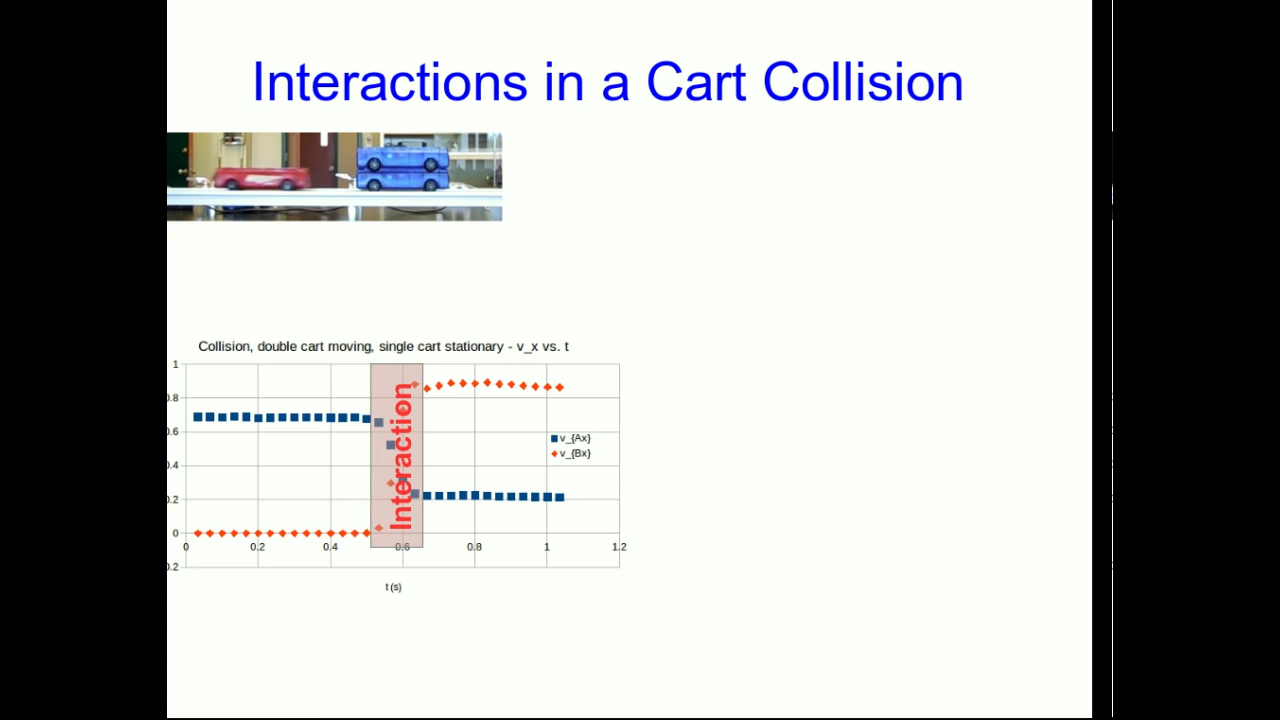 Interactions in a Cart Collision
Collision, double cart moving, single cart stationary - v_x vs. t
1
0.8
0.6
0.4
0.2
0
0.2
Interaction
v_{Ax}
v_{Bx}
0 0.2 0.4 0.6 0.8 1 1.2
t (s)